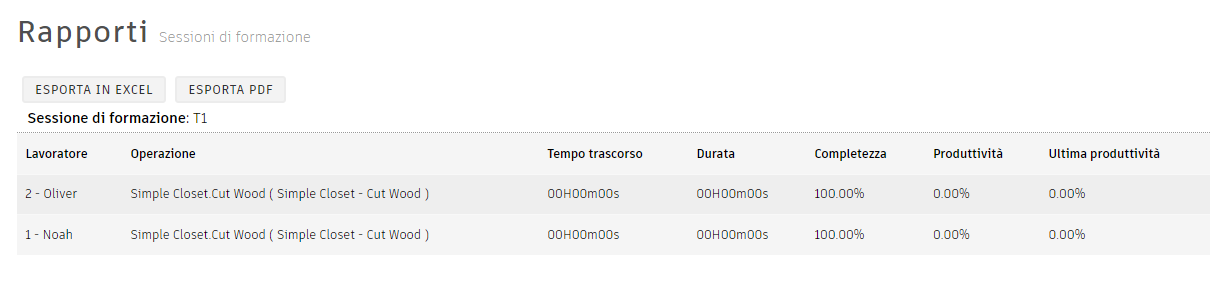 Rapporti Sessioni di formazione
ESPORTA IN EXCEL ESPORTA PDF
Sessione di formazione: T1
Lavoratore Operazione Tempo trascorso Durata Completezza Produttività Ultima produttività
2 - Oliver Simple Closet.Cut Wood ( Simple Closet - Cut Wood ) 00H00m00s 00H00m00s 100.00% 0.00% 0.00%
1 - Noah Simple Closet.Cut Wood ( Simple Closet - Cut Wood ) 00H00m00s 00H00m00s 100.00% 0.00% 0.00%